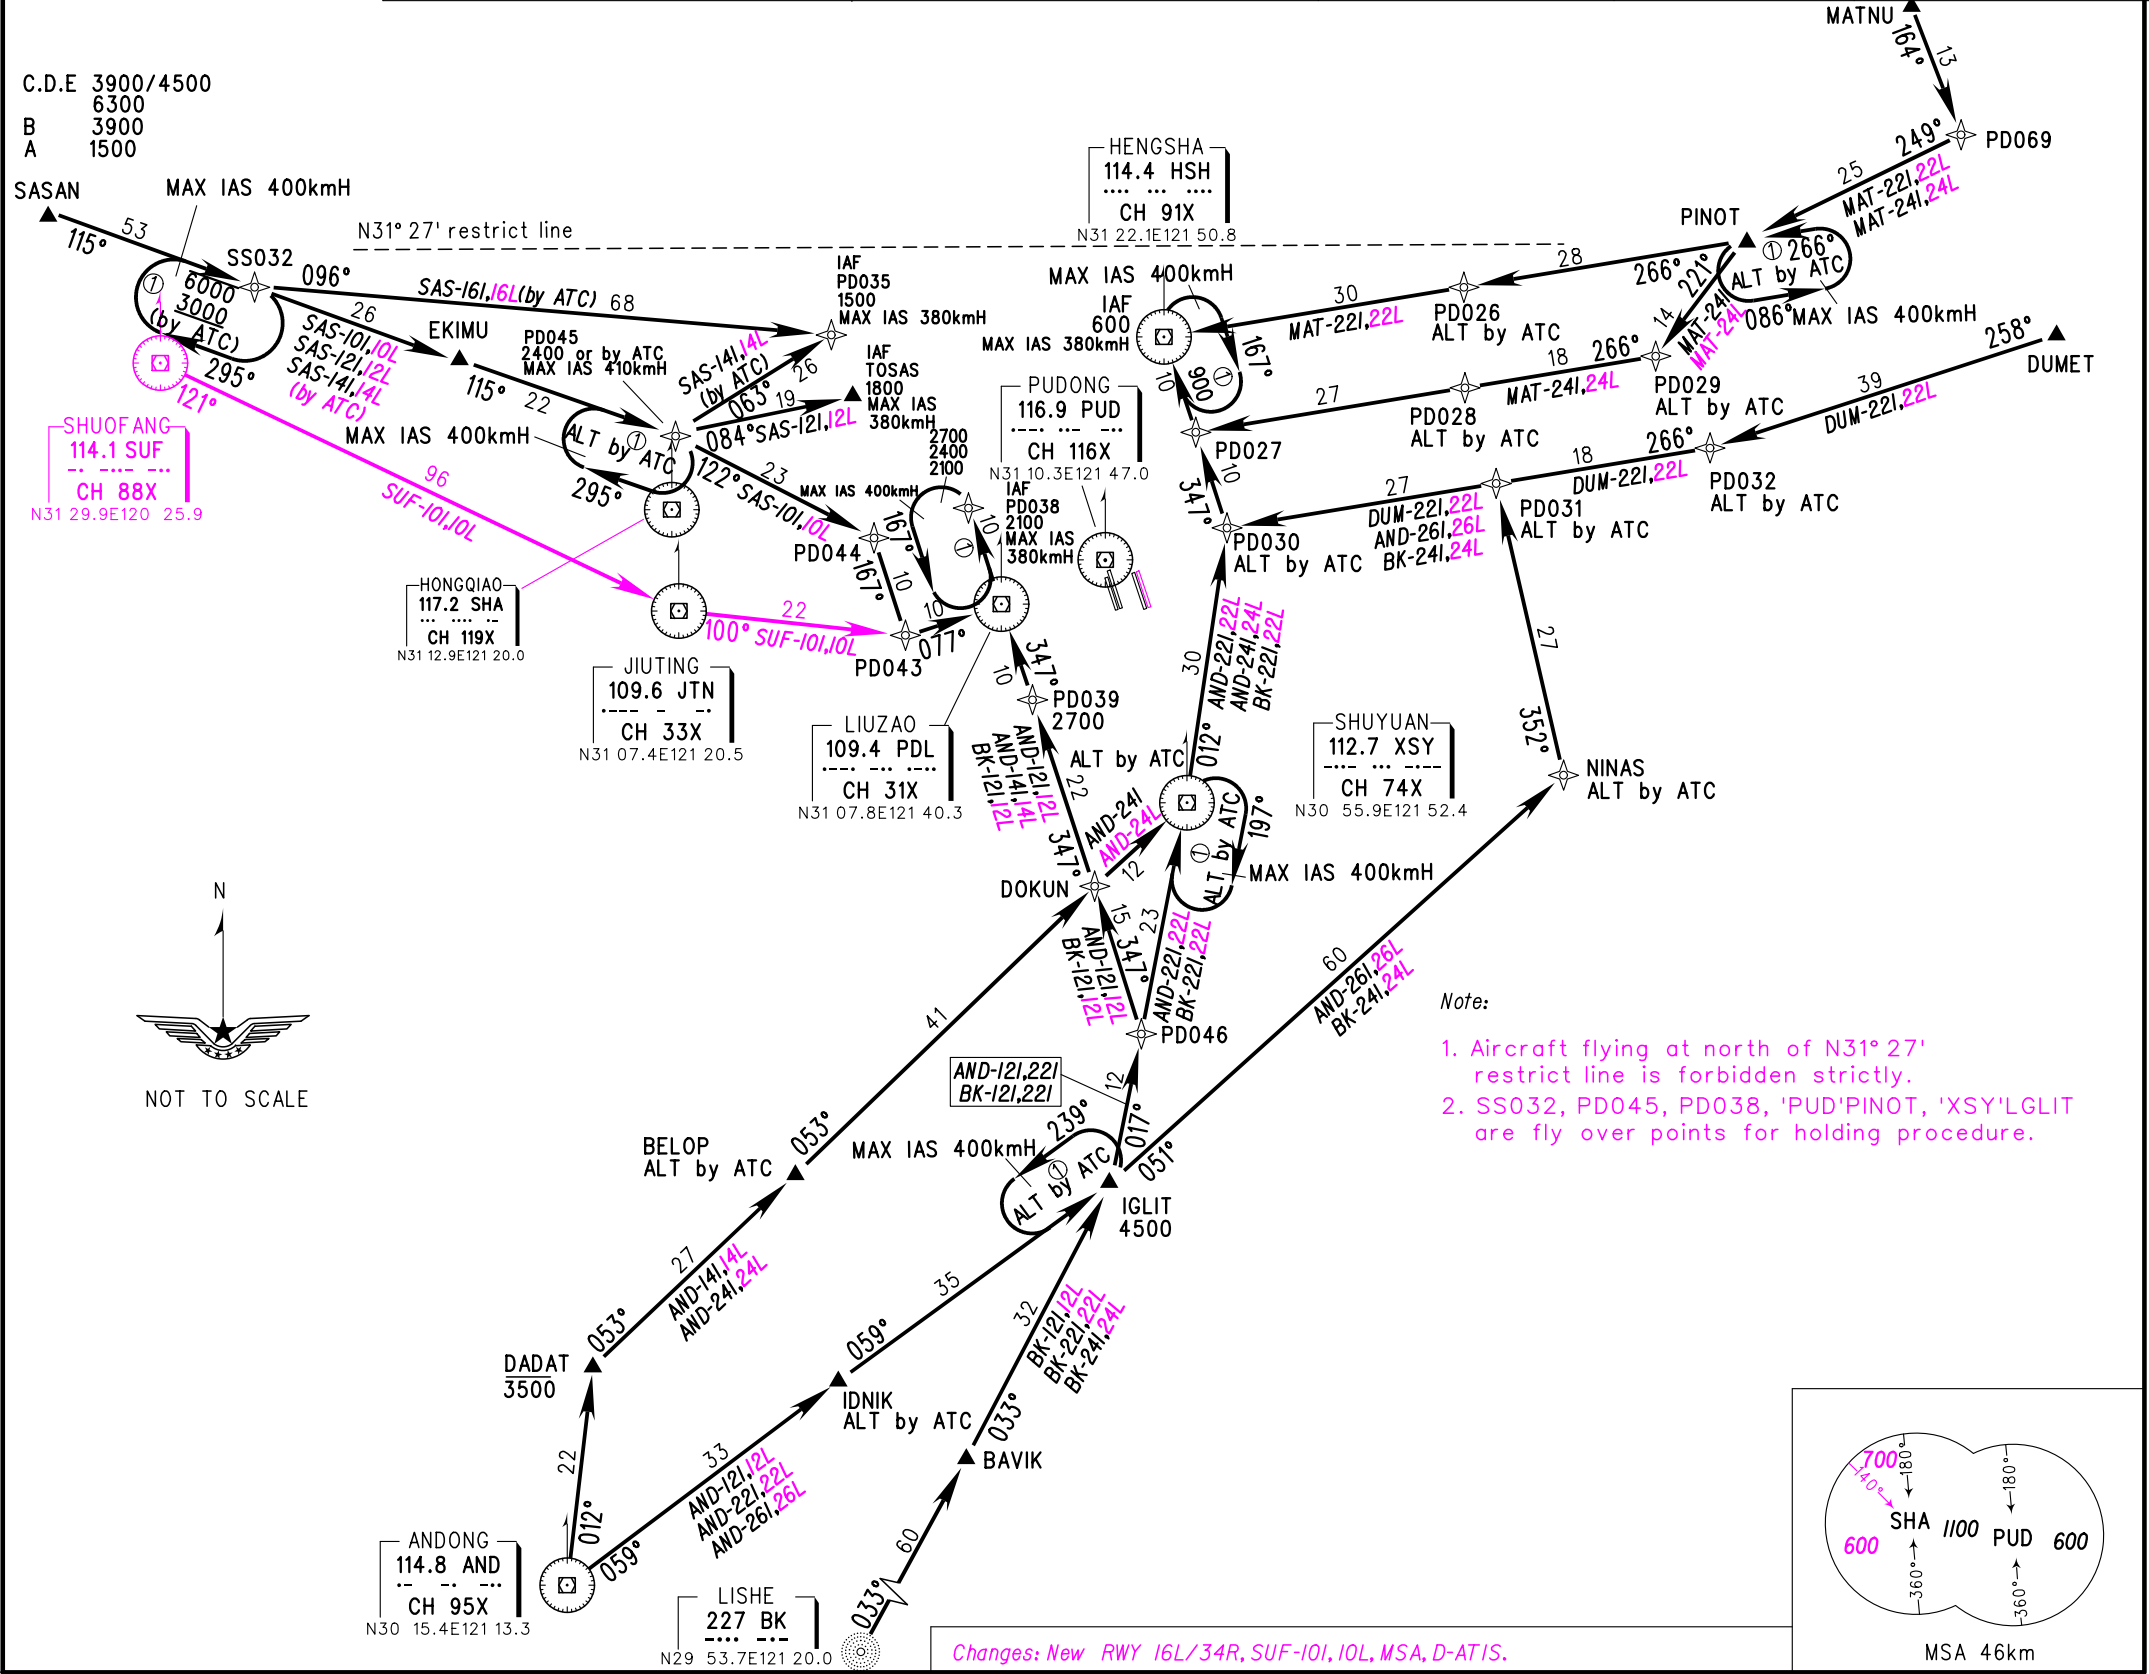 C.D.E 3900/4500
6300
B 3900
A 1500
SASAN
MAX IAS 400kmH
53
115°
SS032
6000
3000
(by ATC)
①
295°
N31°27' restrict line
096°
SAS-161,16L(by ATC) 68
26
SAS-101,10L
SAS-121,12L
SAS-141,14L
(by ATC)
EKIMU
115°
22
PD045
2400 or by ATC
MAX IAS 410kmH
MAX IAS 400kmH
ALT by ATC
①
295°
SAS-141,14L
(by ATC)
063°
26
IAF
PD035
1500
MAX IAS 380kmH
19
084°SAS-121,12L
IAF
TOSAS
1800
MAX IAS
380kmH
122°SAS-101,10L
23
PD044
167°
10
PD043
10
077°
2700
2400
2100
MAX IAS 400kmH
167°
①
10
IAF
PD038
2100
MAX IAS
380kmH
121°
SHUOFANG
114.1 SUF
CH 88X
N31 29.9E120 25.9
96
SUF-101,10L
22
100° SUF-101,10L
HONGQIAO
117.2 SHA
CH 119X
N31 12.9E121 20.0
JIUTING
109.6 JTN
CH 33X
N31 07.4E121 20.5
LIUZAO
109.4 PDL
CH 31X
N31 07.8E121 40.3
HENGSHA
114.4 HSH
CH 91X
N31 22.1E121 50.8
MAX IAS 400kmH
IAF
600
MAX IAS 380kmH
167°
900
①
10
PUDONG
116.9 PUD
CH 116X
N31 10.3E121 47.0
MATNU
164°
13
PD069
249°
25
MAT-221,22L
MAT-241,24L
PINOT
① 266°
ALT by ATC
086°
MAX IAS 400kmH
28
266°
221°
14
MAT-241
MAT-24L
PD026
ALT by ATC
30
MAT-221,22L
PD029
ALT by ATC
18 266°
MAT-241,24L
PD028
ALT by ATC
27
PD027
10
347°
258°
DUMET
39
DUM-221,22L
PD032
ALT by ATC
18 266°
DUM-221,22L
PD031
ALT by ATC
27
DUM-221,22L
AND-261,26L
BK-241,24L
PD030
ALT by ATC
30
AND-221,22L
AND-241,24L
BK-221,22L
012°
27
352°
NINAS
ALT by ATC
SHUYUAN
112.7 XSY
CH 74X
N30 55.9E121 52.4
ALT by ATC
197°
ALT by ATC
①
MAX IAS 400kmH
347°
10
PD039
2700
22
AND-121,12L
AND-141,14L
BK-121,12L
347°
DOKUN
AND-241
AND-24L
12
15
347°
AND-121,12L
BK-121,12L
23
AND-221,22L
BK-221,22L
PD046
AND-121,221
BK-121,221
12
017°
60
AND-261,26L
BK-241,24L
051°
239°
MAX IAS 400kmH
①
ALT by ATC
IGLIT
4500
41
053°
BELOP
ALT by ATC
27
AND-141,14L
AND-241,24L
053°
DADAT
3500
22
012°
35
059°
IDNIK
ALT by ATC
33
AND-121,12L
AND-221,22L
AND-261,26L
059°
32
BK-121,12L
BK-221,22L
BK-241,24L
033°
BAVIK
60
033°
ANDONG
114.8 AND
CH 95X
N30 15.4E121 13.3
LISHE
227 BK
N29 53.7E121 20.0
N
NOT TO SCALE
Note:
1. Aircraft flying at north of N31°27'
restrict line is forbidden strictly.
2. SS032, PD045, PD038, 'PUD'PINOT, 'XSY'LGLIT
are fly over points for holding procedure.
Changes: New RWY 16L/34R, SUF-101,10L, MSA, D-ATIS.
700
140°
180°
180°
SHA
1100
PUD
600
600
360°
360°
MSA 46km